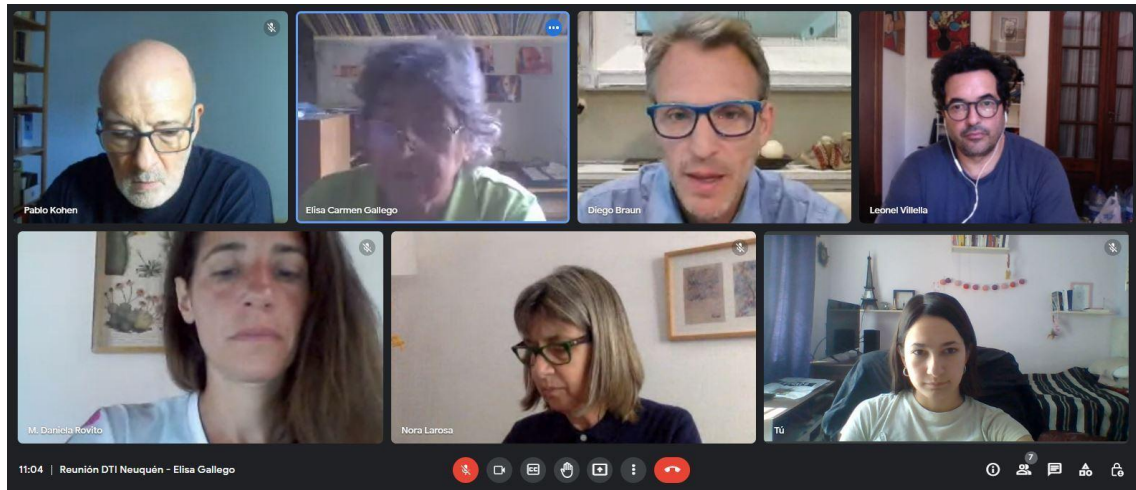 Pablo Kohen
Elisa Carmen Gallego
Diego Braun
Leonel Villella
M. Daniela Rovito
Nora Larosa
Tú
11:04 | Reunión DTI Neuquén - Elisa Gallego
7